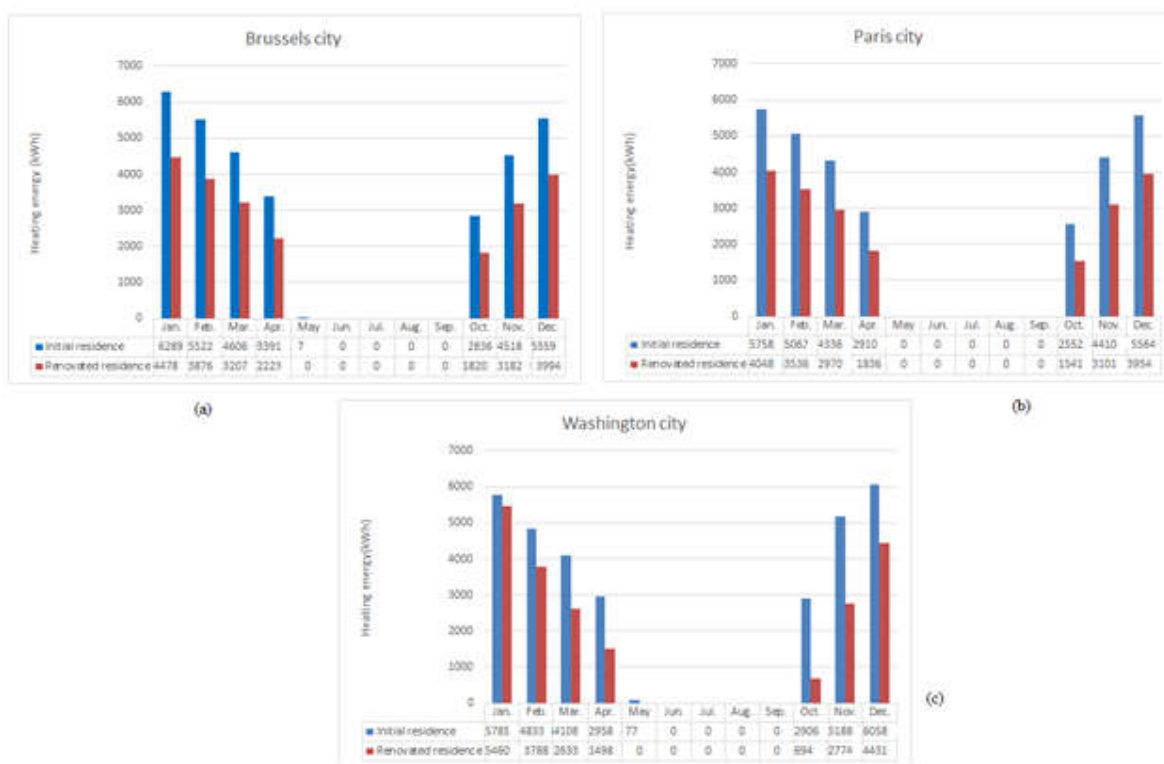 Brussels city
Heating energy (kWh)
7000
6000
5000
4000
3000
2000
1000
0
Jan. Feb. Mar. Apr. May Jun. Jul. Aug. Sep. Oct. Nov. Dec.
Initial residence 6289 5522 4606 3391 7 0 0 0 0 2836 4518 5559
Renovated residence 4478 3876 3207 2223 0 0 0 0 0 1820 3182 3994
(a)
Paris city
Heating energy(kWh)
7000
6000
5000
4000
3000
2000
1000
0
Jan. Feb. Mar. Apr. May Jun. Jul. Aug. Sep. Oct. Nov. Dec.
Initial residence 5758 5067 4336 2910 0 0 0 0 0 2552 4410 5564
Renovated residence 4048 3536 2970 1836 0 0 0 0 0 1541 3101 3954
(b)
Washington city
Heating energy(kWh)
7000
6000
5000
4000
3000
2000
1000
0
Jan. Feb. Mar. Apr. May Jun. Jul. Aug. Sep. Oct. Nov. Dec.
Initial residence 5785 4833 4108 2958 77 0 0 0 0 2906 5188 6058
Renovated residence 5460 3788 2633 1498 0 0 0 0 694 2774 4431
(c)